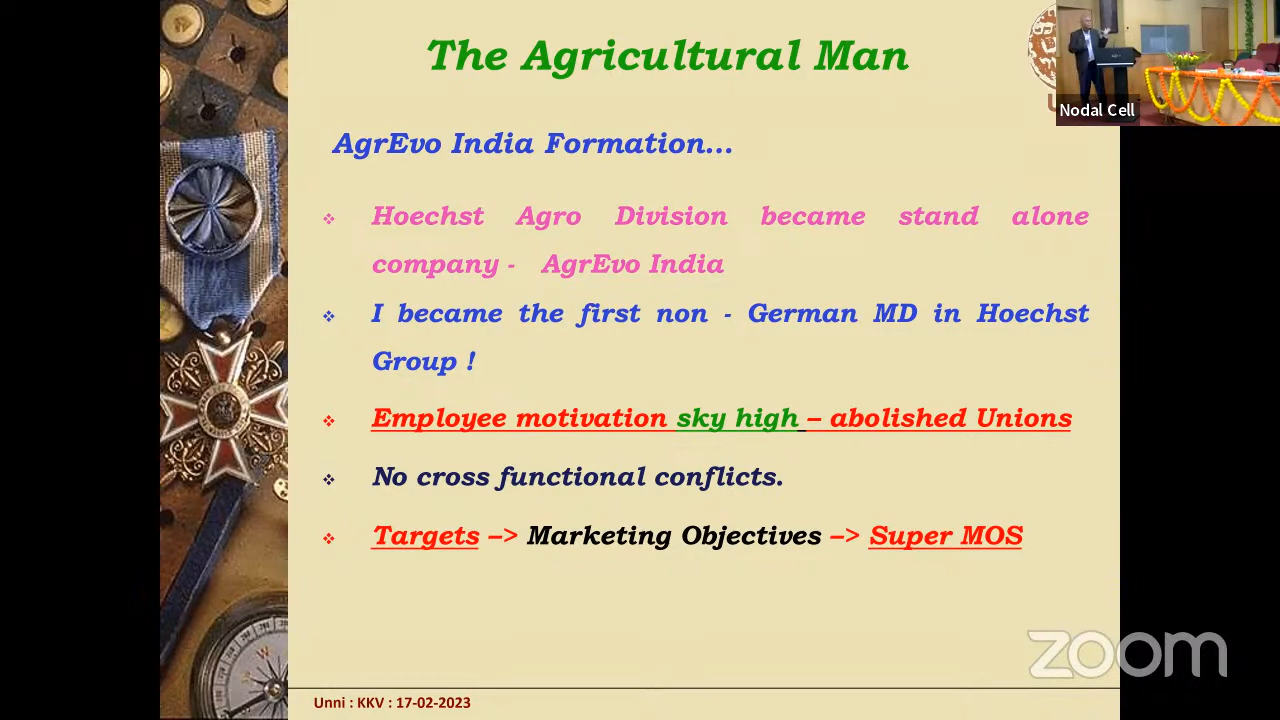 The Agricultural Man
Nodal Cell
AgrEvo India Formation...
Hoechst Agro Division became stand alone
company - AgrEvo India
I became the first non - German MD in Hoechst
Group !
Employee motivation sky high – abolished Unions
No cross functional conflicts.
Targets –> Marketing Objectives –> Super MOS
zoom
Unni : KKV : 17-02-2023